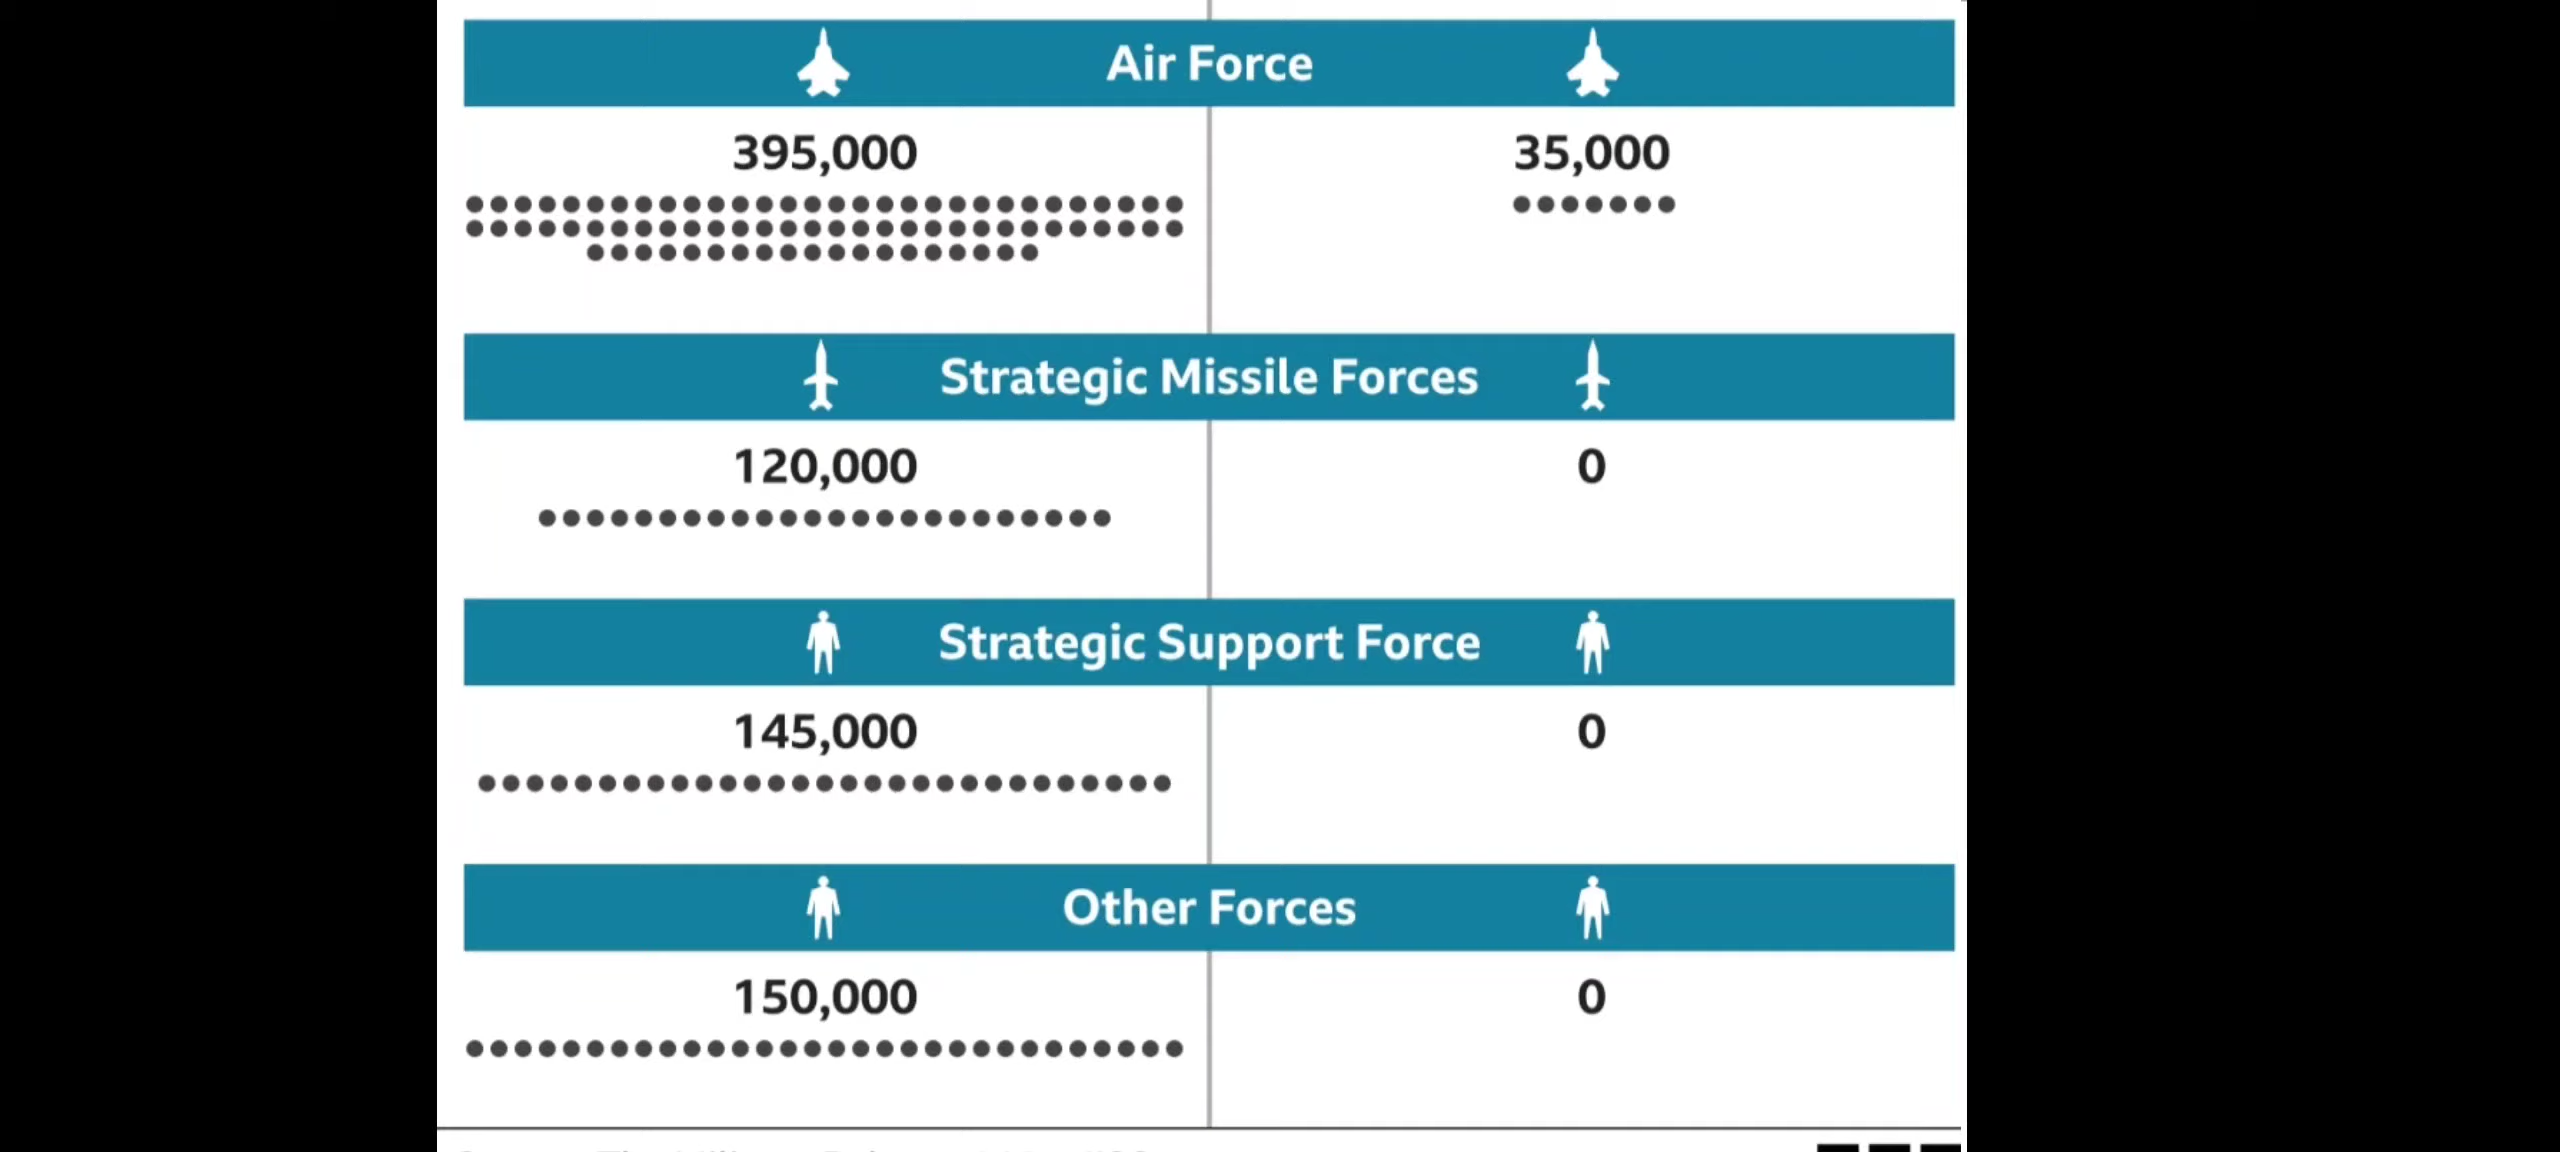 Air Force
395,000 35,000
Strategic Missile Forces
120,000 0
Strategic Support Force
145,000 0
Other Forces
150,000 0